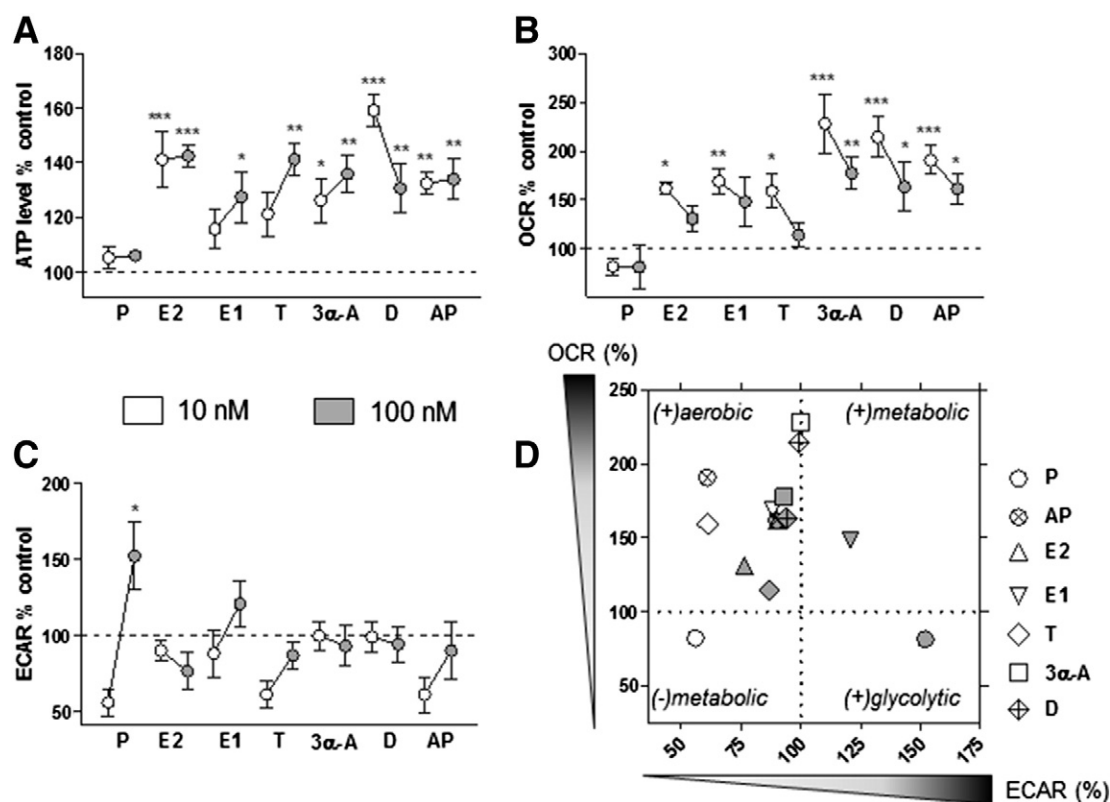 A
ATP level % control
180
160
140
120
100
***
***
*
**
*
**
***
**
**
**
P E2 E1 T 3α-A D AP
B
OCR % control
300
250
200
150
100
50
*
**
*
***
**
***
*
***
*
P E2 E1 T 3α-A D AP
10 nM 100 nM
C
ECAR % control
200
150
100
50
*
P E2 E1 T 3α-A D AP
D
OCR (%)
250
200
150
100
50
(+)aerobic (+)metabolic
(-)metabolic (+)glycolytic
50 75 100 125 150 175
ECAR (%)
P
AP
E2
E1
T
3α-A
D